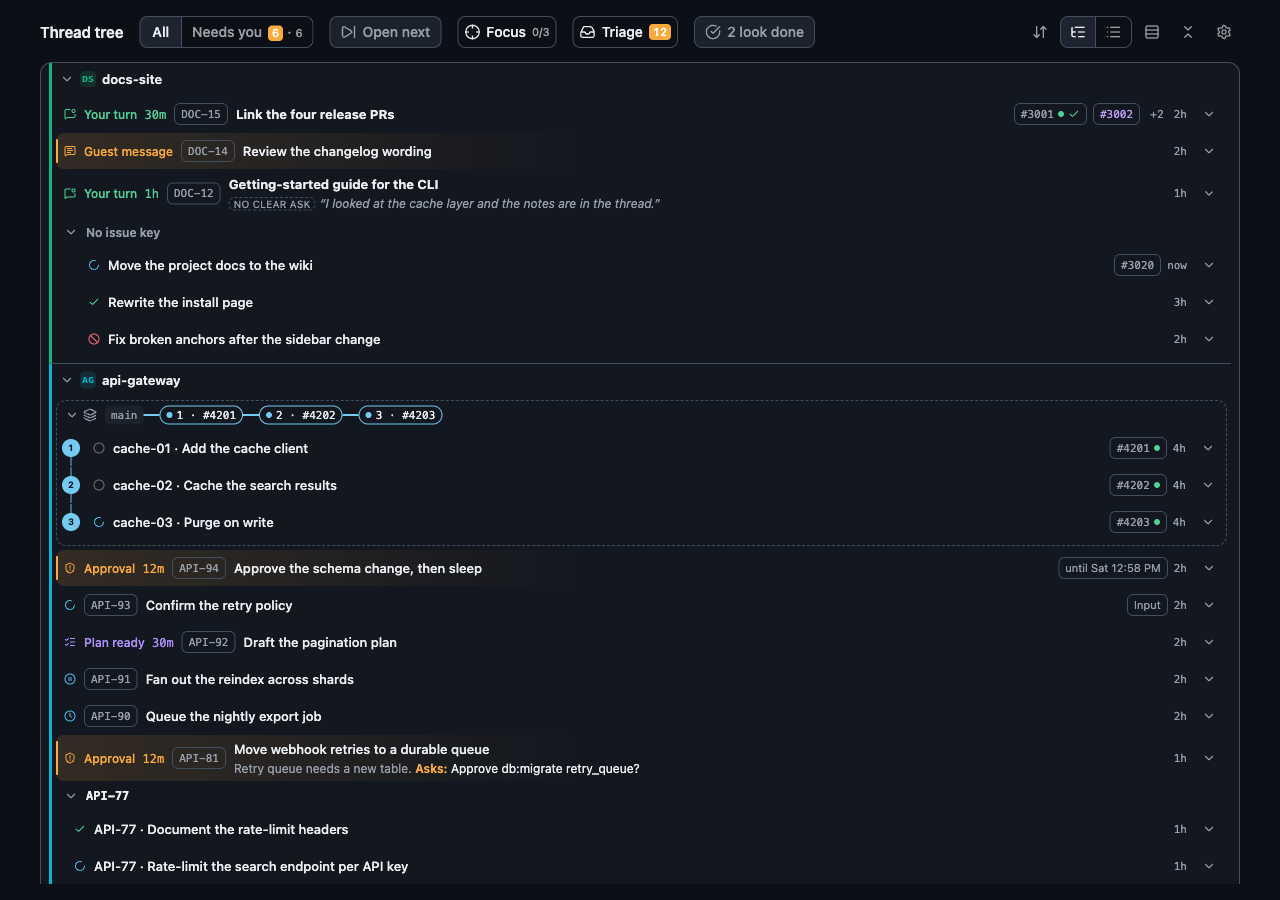 Thread tree All Needs you 6 · 6 Open next Focus 0/3 Triage 12 2 look done
DS docs-site
Your turn 30m DOC-15 Link the four release PRs #3001 #3002 +2 2h
Guest message DOC-14 Review the changelog wording 2h
Your turn 1h DOC-12 Getting-started guide for the CLI 1h
NO CLEAR ASK “I looked at the cache layer and the notes are in the thread.”
No issue key
Move the project docs to the wiki #3020 now
Rewrite the install page 3h
Fix broken anchors after the sidebar change 2h
AG api-gateway
main 1 · #4201 2 · #4202 3 · #4203
1 cache-01 · Add the cache client #4201 4h
2 cache-02 · Cache the search results #4202 4h
3 cache-03 · Purge on write #4203 4h
Approval 12m API-94 Approve the schema change, then sleep until Sat 12:58 PM 2h
API-93 Confirm the retry policy Input 2h
Plan ready 30m API-92 Draft the pagination plan 2h
API-91 Fan out the reindex across shards 2h
API-90 Queue the nightly export job 2h
Approval 12m API-81 Move webhook retries to a durable queue 1h
Retry queue needs a new table. Asks: Approve db:migrate retry_queue?
API-77
API-77 · Document the rate-limit headers 1h
API-77 · Rate-limit the search endpoint per API key 1h